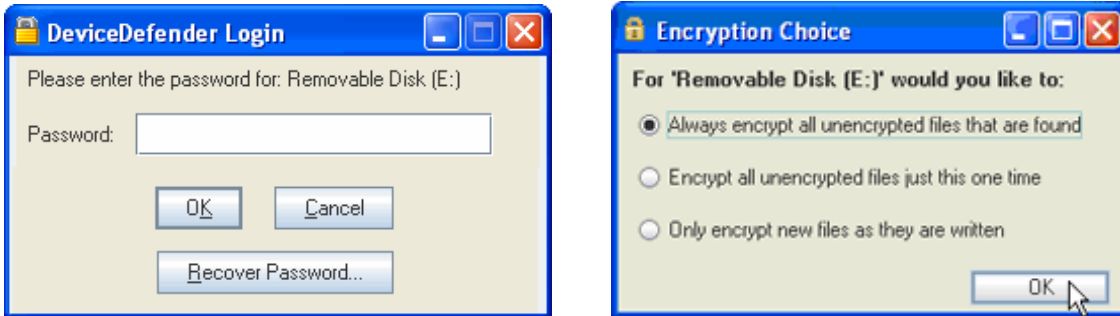 DeviceDefender Login
Please enter the password for: Removable Disk (E:)
Password:
OK Cancel
Recover Password...
Encryption Choice
For 'Removable Disk (E:)' would you like to:
Always encrypt all unencrypted files that are found
Encrypt all unencrypted files just this one time
Only encrypt new files as they are written
OK